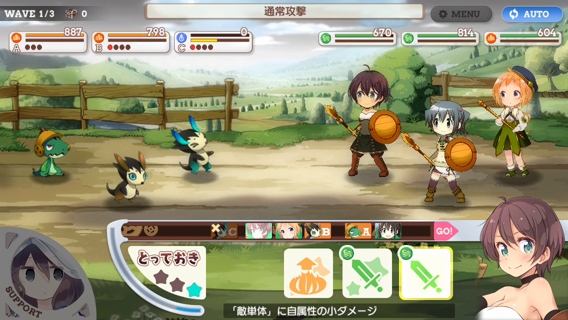 WAVE 1/3 0
通常攻撃
MENU
AUTO
A 887
B 798
C 0
670
814
604
C B A GO!
とっておき
SUPPORT
「敵単体」に自属性の小ダメージ